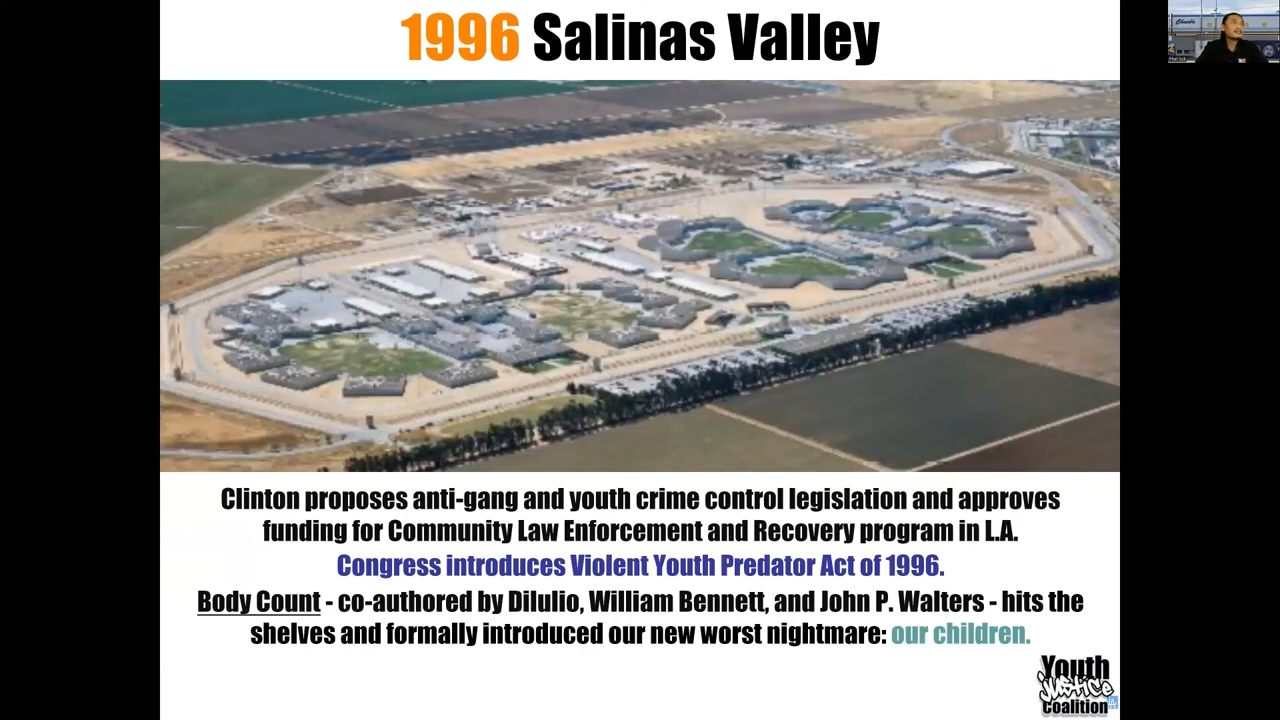 1996 Salinas Valley
Clinton proposes anti-gang and youth crime control legislation and approves
funding for Community Law Enforcement and Recovery program in L.A.
Congress introduces Violent Youth Predator Act of 1996.
Body Count - co-authored by DiIulio, William Bennett, and John P. Walters - hits the
shelves and formally introduced our new worst nightmare: our children.
Youth
Justice
Coalition